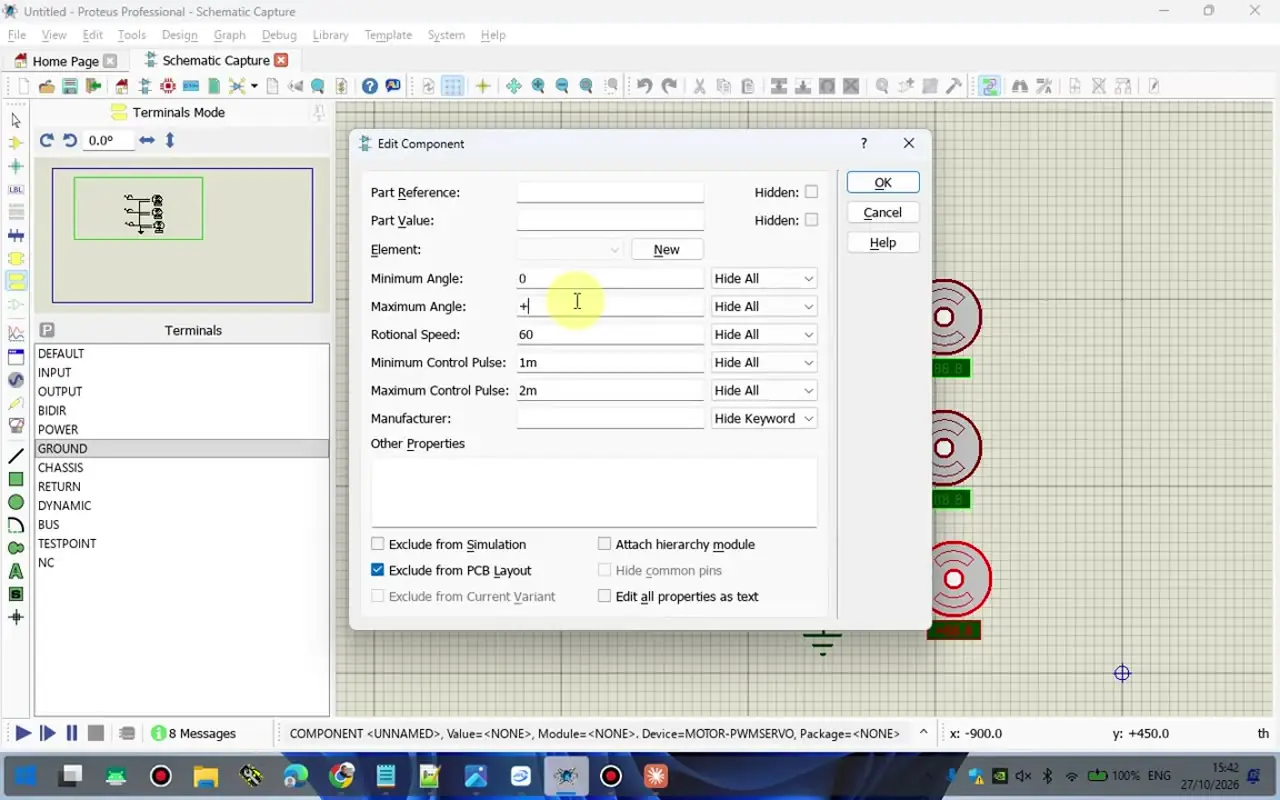 Untitled - Proteus Professional - Schematic Capture
File View Edit Tools Design Graph Debug Library Template System Help
Home Page Schematic Capture
Terminals Mode
0.0°
LBL
P Terminals
DEFAULT
INPUT
OUTPUT
BIDIR
POWER
GROUND
CHASSIS
RETURN
DYNAMIC
BUS
TESTPOINT
NC
A
S
Edit Component ?
Part Reference: Hidden:
Part Value: Hidden:
Element: New
Minimum Angle: 0 Hide All
Maximum Angle: + Hide All
Rotional Speed: 60 Hide All
Minimum Control Pulse: 1m Hide All
Maximum Control Pulse: 2m Hide All
Manufacturer: Hide Keyword
Other Properties
Exclude from Simulation Attach hierarchy module
Exclude from PCB Layout Hide common pins
Exclude from Current Variant Edit all properties as text
OK
Cancel
Help
8 Messages COMPONENT <UNNAMED>, Value=<NONE>, Module=<NONE>. Device=MOTOR-PWMSERVO, Package=<NONE> x: -900.0 y: +450.0 th
100% ENG 15:42
27/10/2026